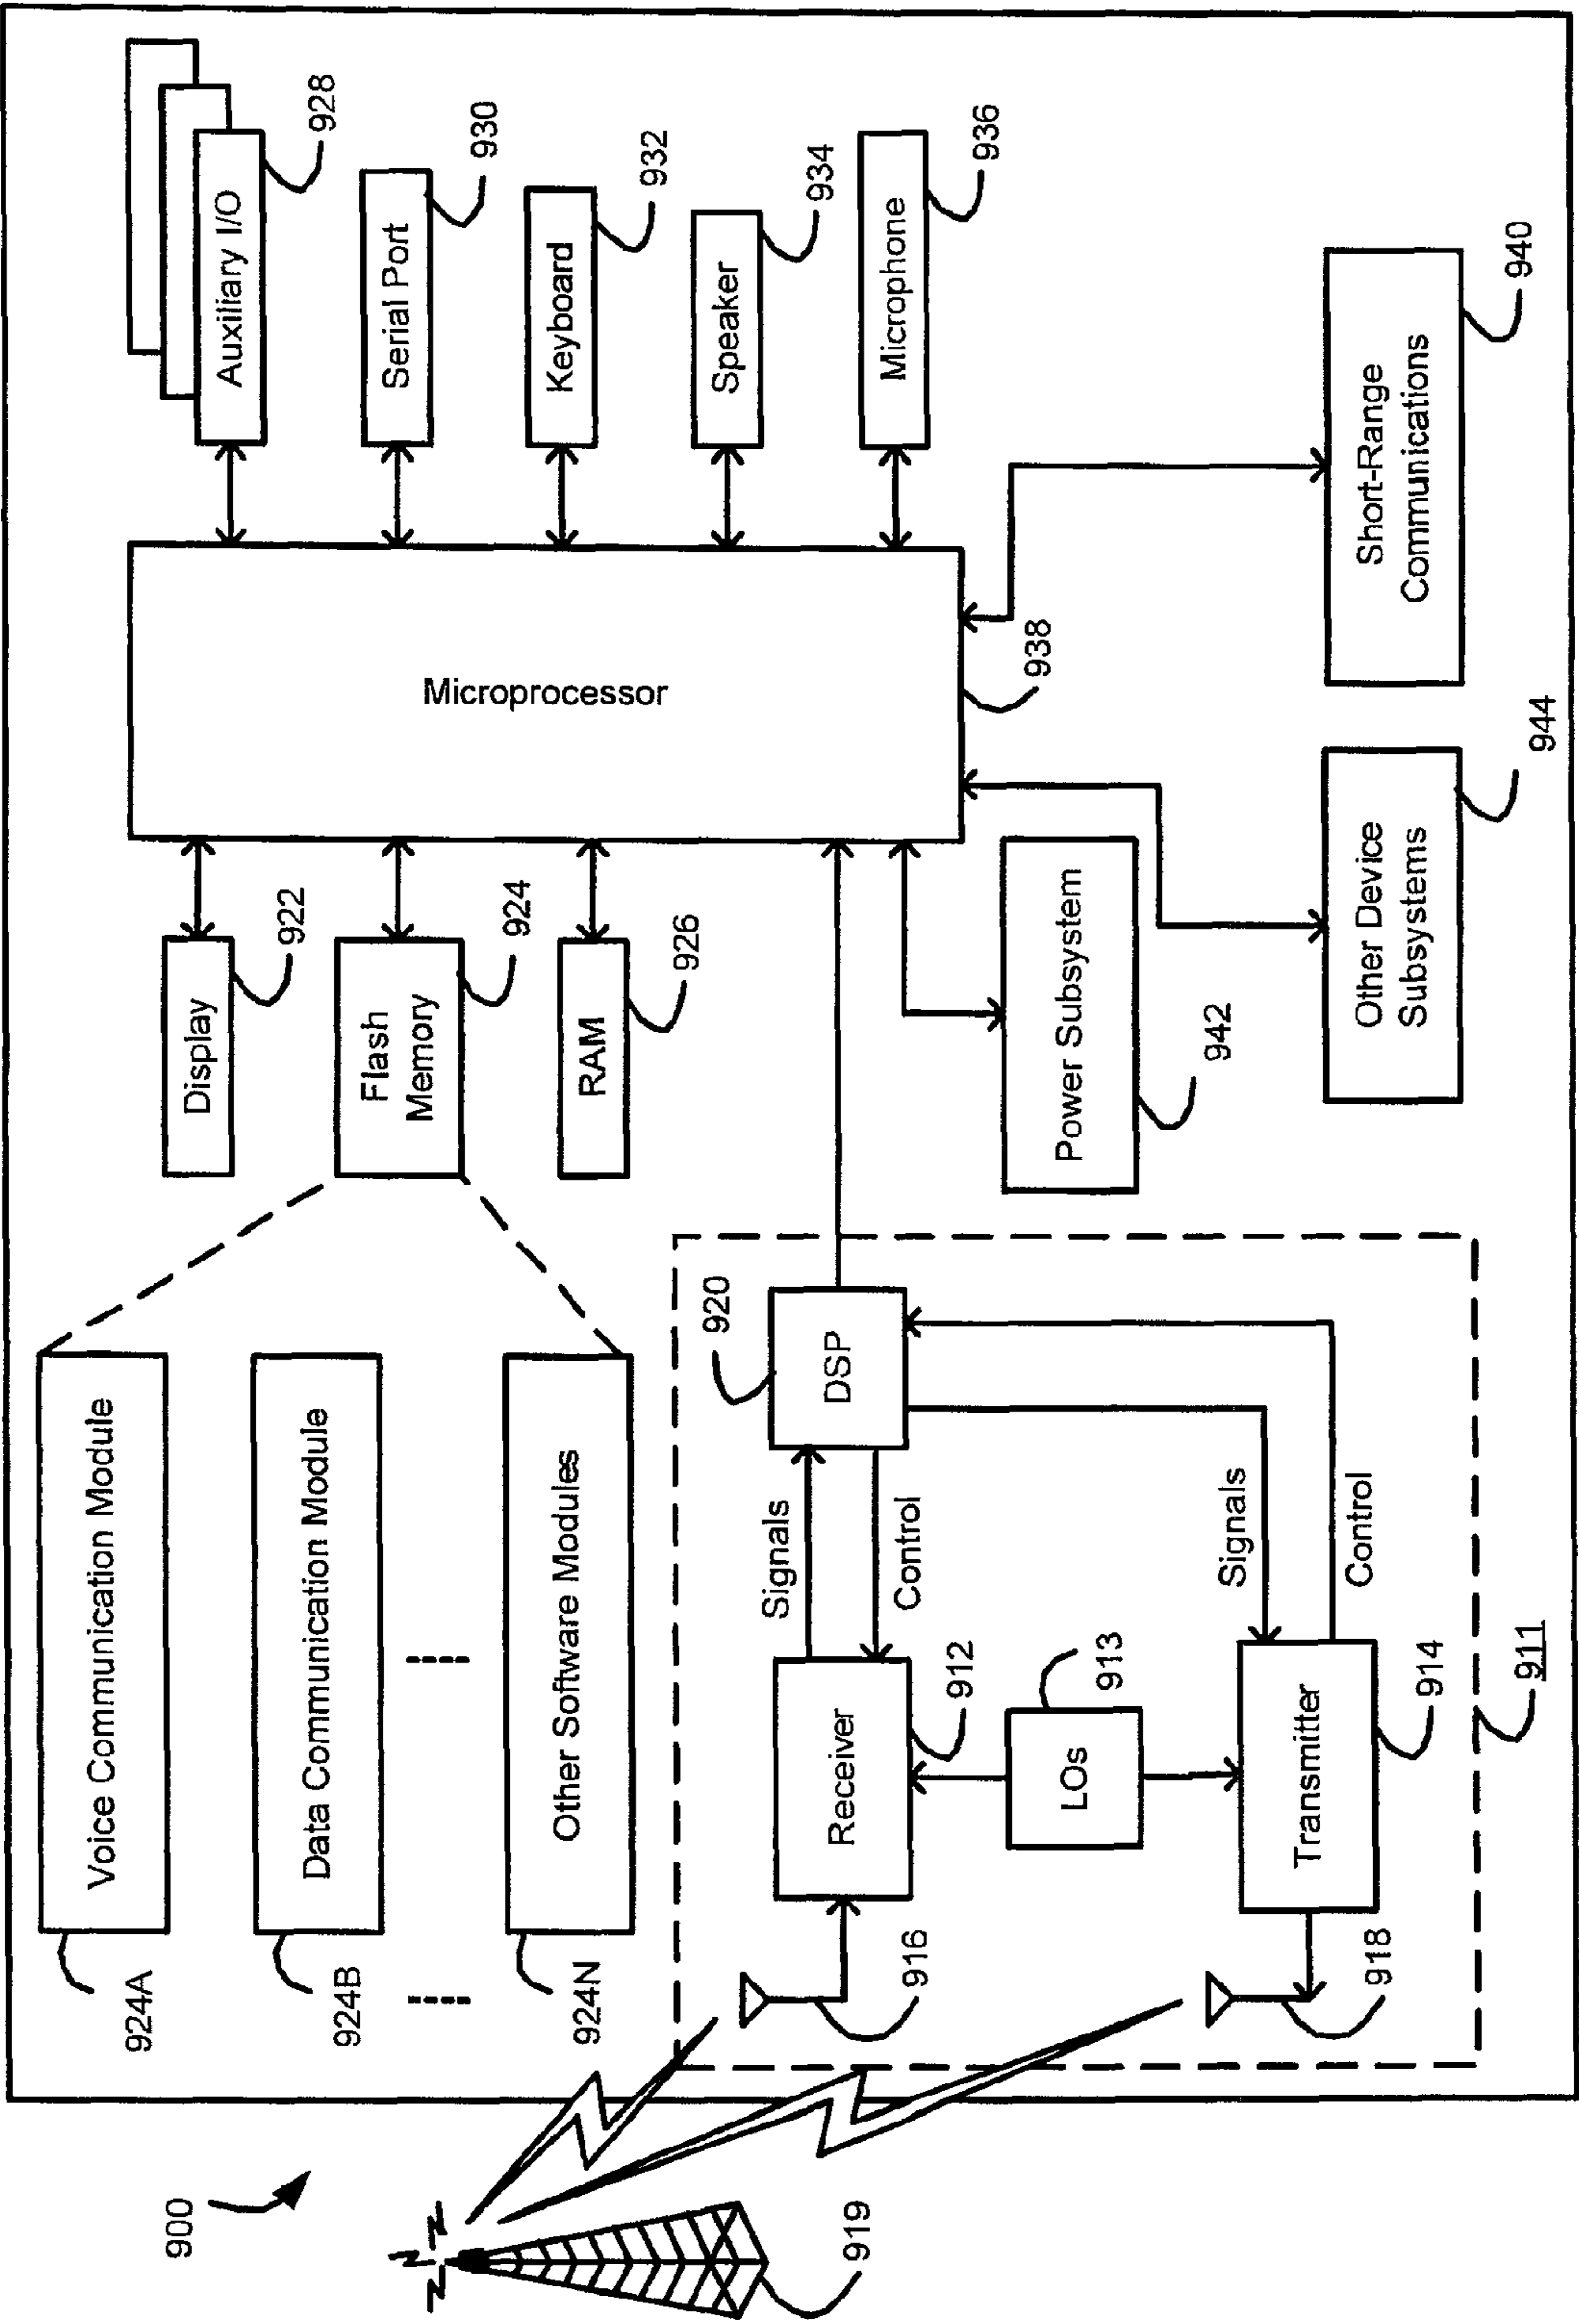 900
919
924A
Voice Communication Module
924B
Data Communication Module
924N
Other Software Modules
Display
922
Flash
Memory
924
RAM
926
Microprocessor
938
Auxiliary I/O
928
Serial Port
930
Keyboard
932
Speaker
934
Microphone
936
Short-Range
Communications
940
Other Device
Subsystems
944
Power Subsystem
942
DSP
920
Signals
Control
Receiver
912
916
LOs
913
Signals
Control
Transmitter
914
918
911